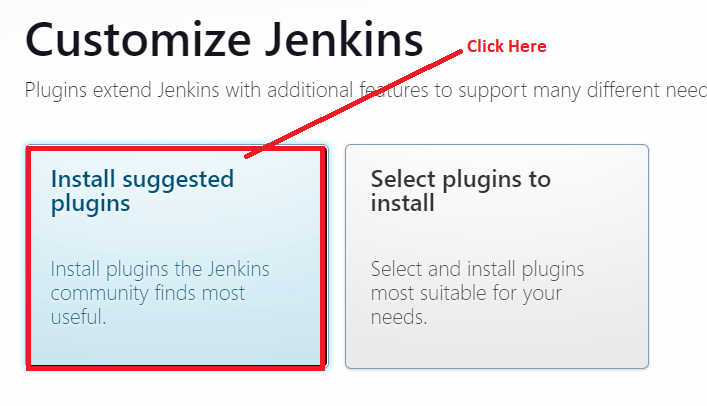 Customize Jenkins
Click Here
Plugins extend Jenkins with additional features to support many different need
Install suggested
plugins
Install plugins the Jenkins
community finds most
useful.
Select plugins to
install
Select and install plugins
most suitable for your
needs.